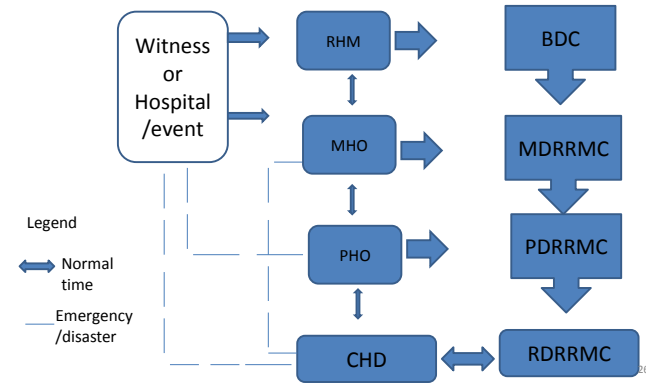 Witness
or
Hospital
/event
RHM
BDC
MHO
MDRRMC
PHO
PDRRMC
CHD
RDRRMC
Legend
Normal
time
Emergency
/disaster